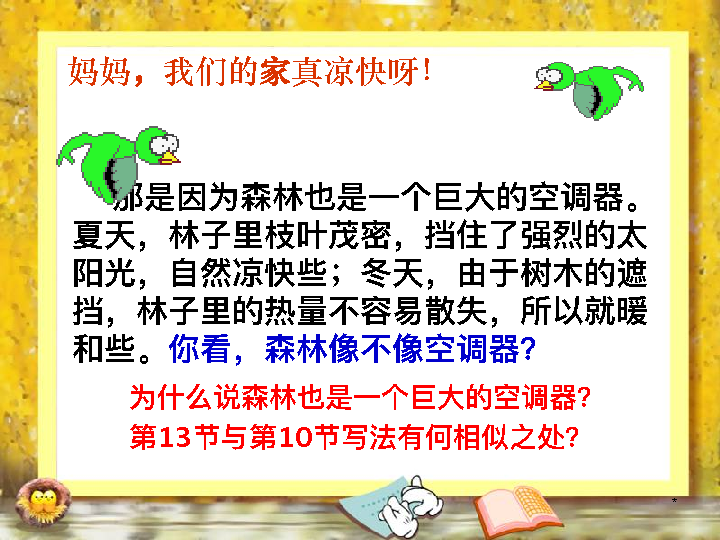 妈妈，我们的家真凉快呀！
那是因为森林也是一个巨大的空调器。
夏天，林子里枝叶茂密，挡住了强烈的太
阳光，自然凉快些；冬天，由于树木的遮
挡，林子里的热量不容易散失，所以就暖
和些。你看，森林像不像空调器？
为什么说森林也是一个巨大的空调器？
第13节与第10节写法有何相似之处？
*